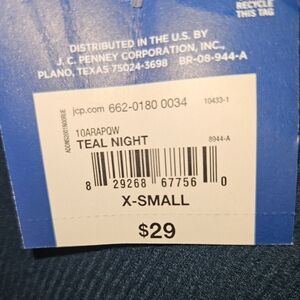 RECYCLE
THIS TAG
DISTRIBUTED IN THE U.S. BY
J. C. PENNEY CORPORATION, INC.,
PLANO, TEXAS 75024-3698 BR-08-944-A
jcp.com 662-0180 0034 10433-1
10ARAPQW
TEAL NIGHT 8944-A
8 29268 67756 0
X-SMALL
$29